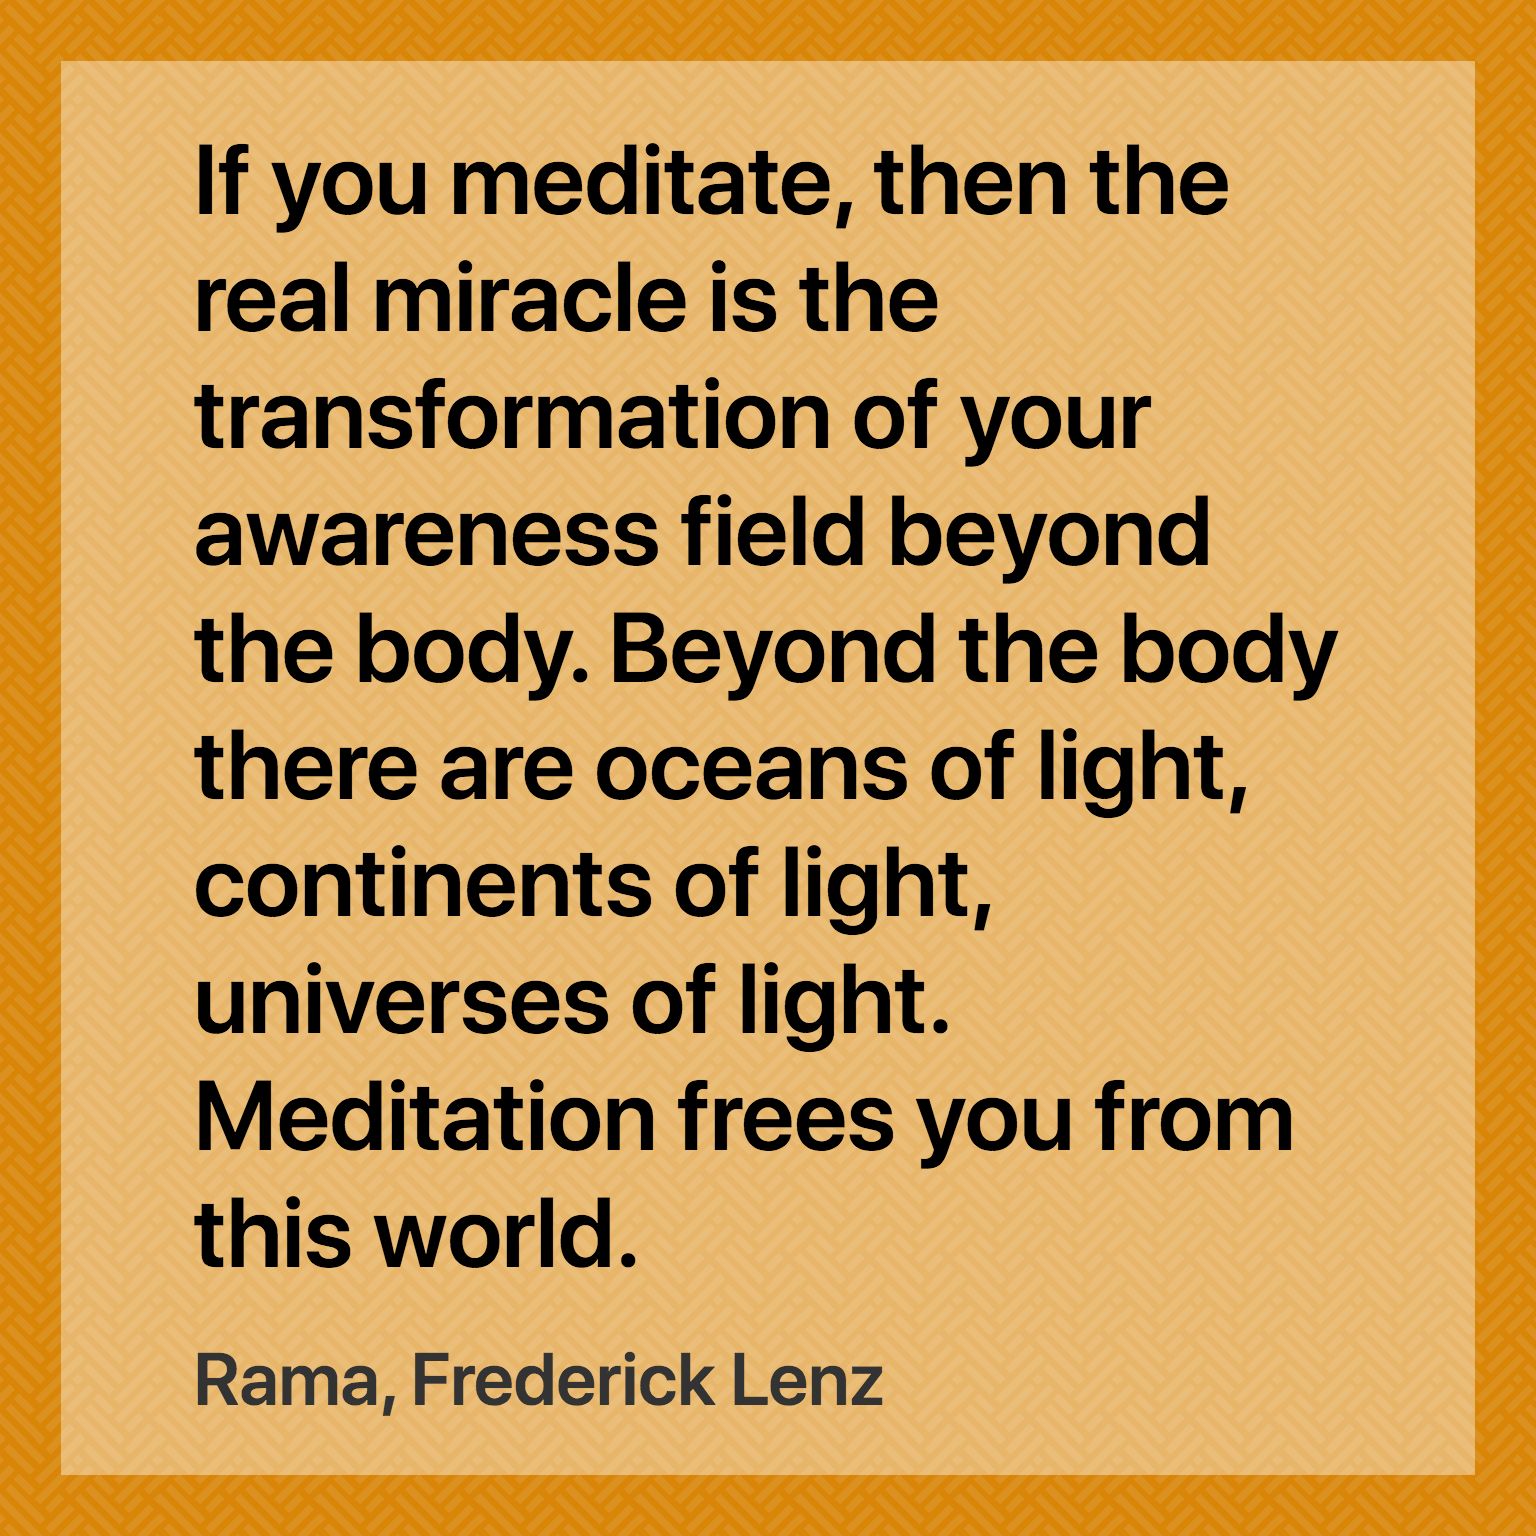 If you meditate, then the
real miracle is the
transformation of your
awareness field beyond
the body. Beyond the body
there are oceans of light,
continents of light,
universes of light.
Meditation frees you from
this world.
Rama, Frederick Lenz